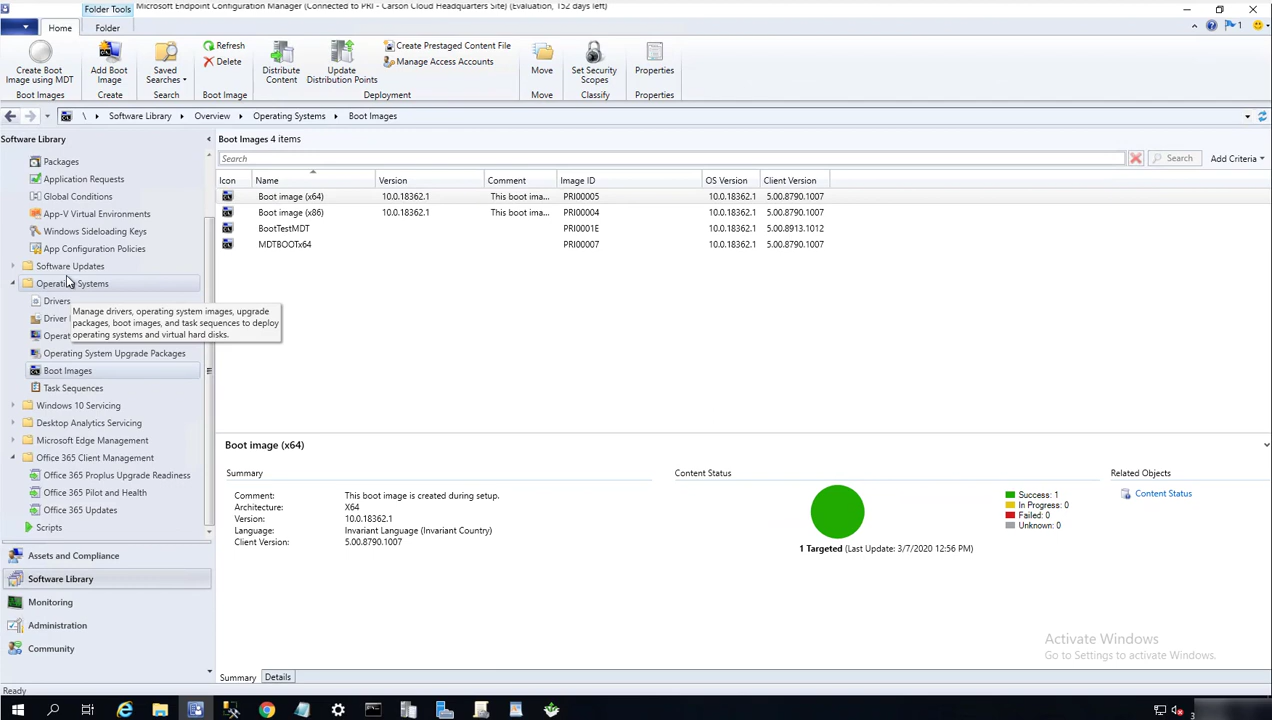 Folder Tools
Microsoft Endpoint Configuration Manager (Connected to PRI - Carson Cloud Headquarters Site) (Evaluation, 152 days left)
Home
Folder
1
Create Boot Image using MDT
Boot Images
Add Boot Image
Create
Saved Searches
Search
Refresh
Delete
Boot Image
Distribute Content
Update Distribution Points
Create Prestaged Content File
Manage Access Accounts
Deployment
Move
Move
Set Security Scopes
Classify
Properties
Properties
\ Software Library Overview Operating Systems Boot Images
Software Library
Packages
Application Requests
Global Conditions
App-V Virtual Environments
Windows Sideloading Keys
App Configuration Policies
Software Updates
Operating Systems
Drivers
Driver
Operat
Operating System Upgrade Packages
Boot Images
Task Sequences
Windows 10 Servicing
Desktop Analytics Servicing
Microsoft Edge Management
Office 365 Client Management
Office 365 Proplus Upgrade Readiness
Office 365 Pilot and Health
Office 365 Updates
Scripts
Manage drivers, operating system images, upgrade
packages, boot images, and task sequences to deploy
operating systems and virtual hard disks.
Assets and Compliance
Software Library
Monitoring
Administration
Community
Boot Images 4 items
Search
Search
Add Criteria
Icon Name Version Comment Image ID OS Version Client Version
Boot image (x64) 10.0.18362.1 This boot ima... PRI00005 10.0.18362.1 5.00.8790.1007
Boot image (x86) 10.0.18362.1 This boot ima... PRI00004 10.0.18362.1 5.00.8790.1007
BootTestMDT PRI0001E 10.0.18362.1 5.00.8913.1012
MDTBOOTx64 PRI00007 10.0.18362.1 5.00.8790.1007
Boot image (x64)
Summary
Comment: This boot image is created during setup.
Architecture: X64
Version: 10.0.18362.1
Language: Invariant Language (Invariant Country)
Client Version: 5.00.8790.1007
Content Status
Success: 1
In Progress: 0
Failed: 0
Unknown: 0
1 Targeted (Last Update: 3/7/2020 12:56 PM)
Related Objects
Content Status
Activate Windows
Go to Settings to activate Windows.
Summary Details
Ready